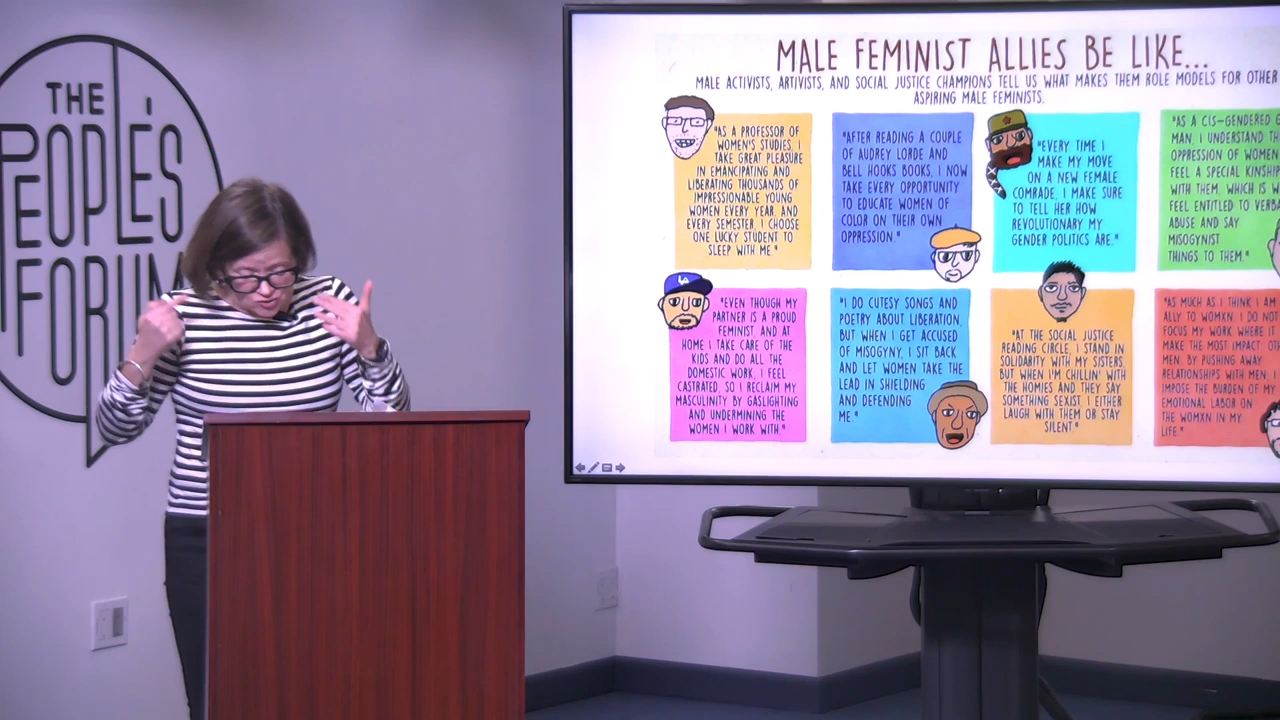 THE
PEOPLE'S
FORUM
MALE FEMINIST ALLIES BE LIKE...
MALE ACTIVISTS, ARTIVISTS, AND SOCIAL JUSTICE CHAMPIONS TELL US WHAT MAKES THEM ROLE MODELS FOR OTHER
ASPIRING MALE FEMINISTS.
"AS A PROFESSOR OF
WOMEN'S STUDIES, I
TAKE GREAT PLEASURE
IN EMANCIPATING AND
LIBERATING THOUSANDS OF
IMPRESSIONABLE YOUNG
WOMEN EVERY YEAR. AND
EVERY SEMESTER, I CHOOSE
ONE LUCKY STUDENT TO
SLEEP WITH ME."
"AFTER READING A COUPLE
OF AUDREY LORDE AND
BELL HOOKS BOOKS, I NOW
TAKE EVERY OPPORTUNITY
TO EDUCATE WOMEN OF
COLOR ON THEIR OWN
OPPRESSION."
"EVERY TIME I
MAKE MY MOVE
ON A NEW FEMALE
COMRADE, I MAKE SURE
TO TELL HER HOW
REVOLUTIONARY MY
GENDER POLITICS ARE."
"AS A CIS-GENDERED G
MAN, I UNDERSTAND TH
OPPRESSION OF WOMEN
FEEL A SPECIAL KINSHIP
WITH THEM, WHICH IS W
FEEL ENTITLED TO VERB
ABUSE AND SAY
MISOGYNIST
THINGS TO THEM."
"EVEN THOUGH MY
PARTNER IS A PROUD
FEMINIST, AND AT
HOME I TAKE CARE OF THE
KIDS AND DO ALL THE
DOMESTIC WORK, I FEEL
CASTRATED, SO I RECLAIM MY
MASCULINITY BY GASLIGHTING
AND UNDERMINING THE
WOMEN I WORK WITH."
"I DO CUTESY SONGS AND
POETRY ABOUT LIBERATION,
BUT WHEN I GET ACCUSED
OF MISOGYNY, I SIT BACK
AND LET WOMEN TAKE THE
LEAD IN SHIELDING
AND DEFENDING
ME."
"AT THE SOCIAL JUSTICE
READING CIRCLE, I STAND IN
SOLIDARITY WITH MY SISTERS,
BUT WHEN I'M CHILLIN' WITH
THE HOMIES AND THEY SAY
SOMETHING SEXIST I EITHER
LAUGH WITH THEM OR STAY
SILENT"
"AS MUCH AS I THINK I AM
ALLY TO WOMXN, I DO NOT
FOCUS MY WORK WHERE IT
MAKE THE MOST IMPACT, OTH
MEN. BY PUSHING AWAY
RELATIONSHIPS WITH MEN, I
IMPOSE THE BURDEN OF MY
EMOTIONAL LABOR ON
THE WOMXN IN MY
LIFE."